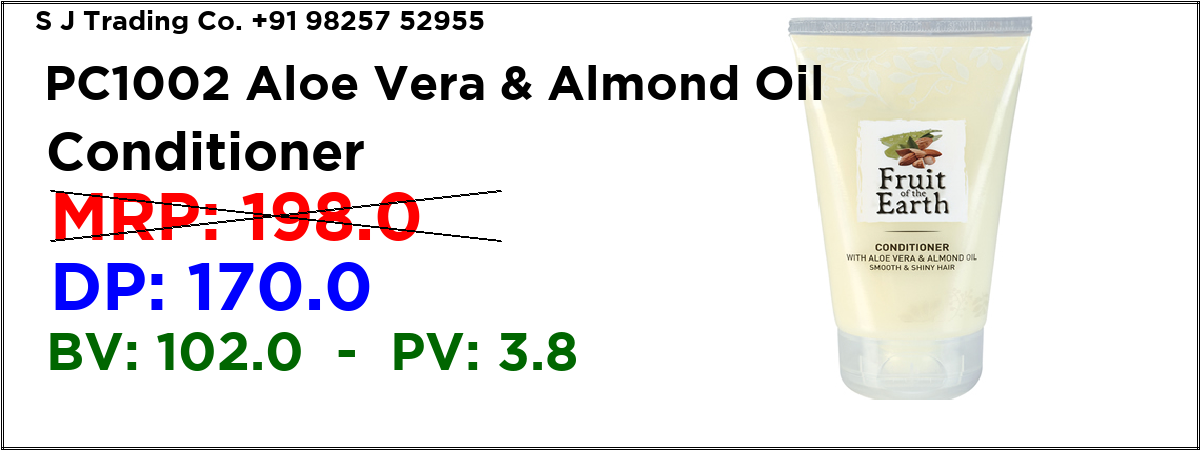 S J Trading Co. +91 98257 52955
PC1002 Aloe Vera & Almond Oil
Conditioner
MRP: 198.0
DP: 170.0
BV: 102.0 - PV: 3.8
Fruit
of the
Earth
CONDITIONER
WITH ALOE VERA & ALMOND OIL
SMOOTH & SHINY HAIR